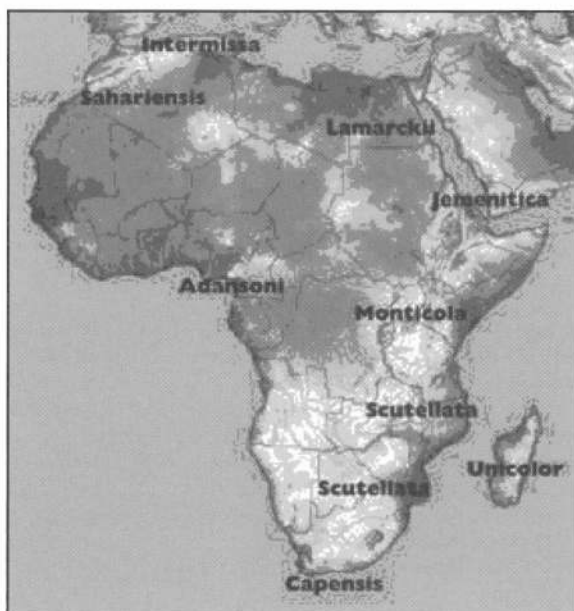 Intermissa
Sahariensis
Lamarckii
Jemenitica
Adansoni
Monticola
Scutellata
Unicolor
Scutellata
Capensis